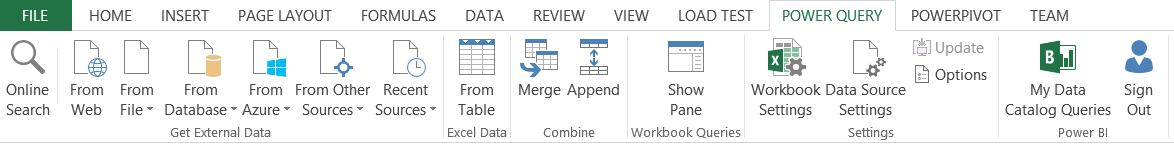 FILE HOME INSERT PAGE LAYOUT FORMULAS DATA REVIEW VIEW LOAD TEST POWER QUERY POWERPIVOT TEAM
Online Search
From Web
From File
From Database
From Azure
From Other Sources
Recent Sources
Get External Data
From Table
Excel Data
Merge
Append
Combine
Show Pane
Workbook Queries
Workbook Settings
Data Source Settings
Update
Options
Settings
B
My Data Catalog Queries
Sign Out
Power BI